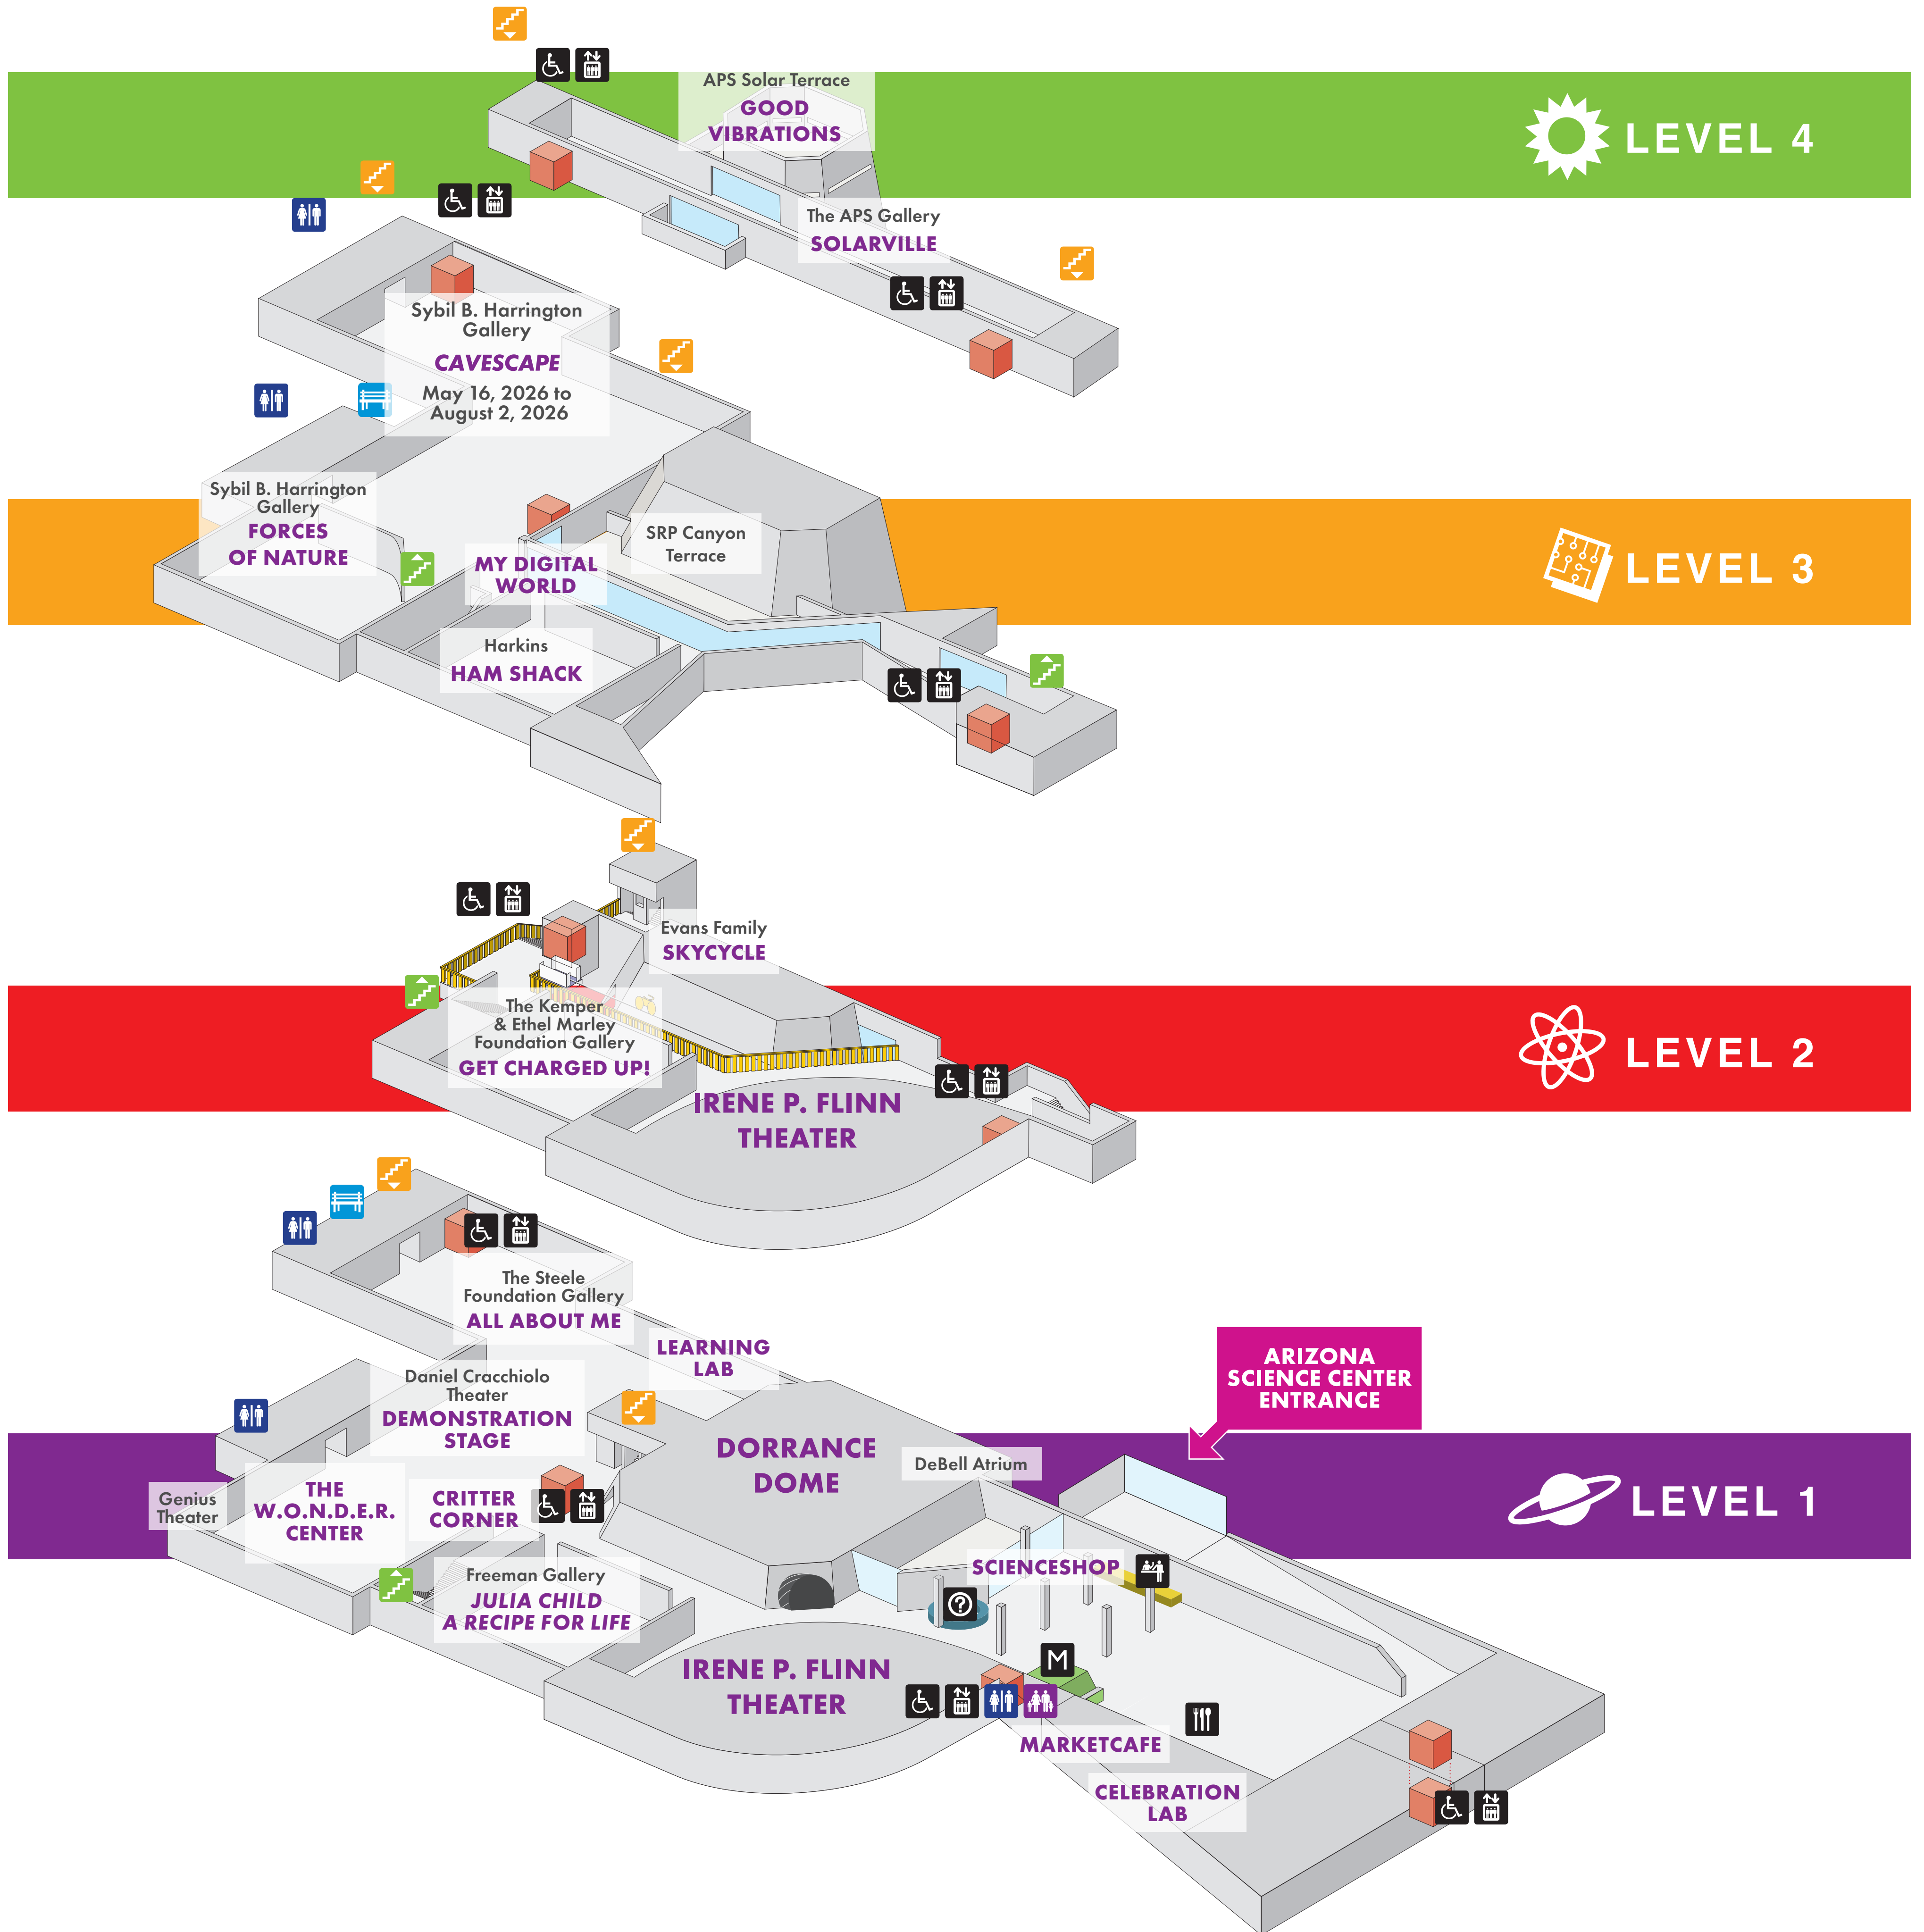 APS Solar Terrace
GOOD
VIBRATIONS
LEVEL 4
The APS Gallery
SOLARVILLE
Sybil B. Harrington
Gallery
CAVESCAPE
May 16, 2026 to
August 2, 2026
Sybil B. Harrington
Gallery
FORCES
OF NATURE
SRP Canyon
Terrace
MY DIGITAL
WORLD
LEVEL 3
Harkins
HAM SHACK
Evans Family
SKYCYCLE
The Kemper
& Ethel Marley
Foundation Gallery
GET CHARGED UP!
LEVEL 2
IRENE P. FLINN
THEATER
The Steele
Foundation Gallery
ALL ABOUT ME
LEARNING
LAB
ARIZONA
SCIENCE CENTER
ENTRANCE
Daniel Cracchiolo
Theater
DEMONSTRATION
STAGE
DORRANCE
DOME
DeBell Atrium
Genius
Theater
THE
W.O.N.D.E.R.
CENTER
CRITTER
CORNER
LEVEL 1
SCIENCESHOP
Freeman Gallery
JULIA CHILD
A RECIPE FOR LIFE
?
M
IRENE P. FLINN
THEATER
MARKETCAFE
CELEBRATION
LAB